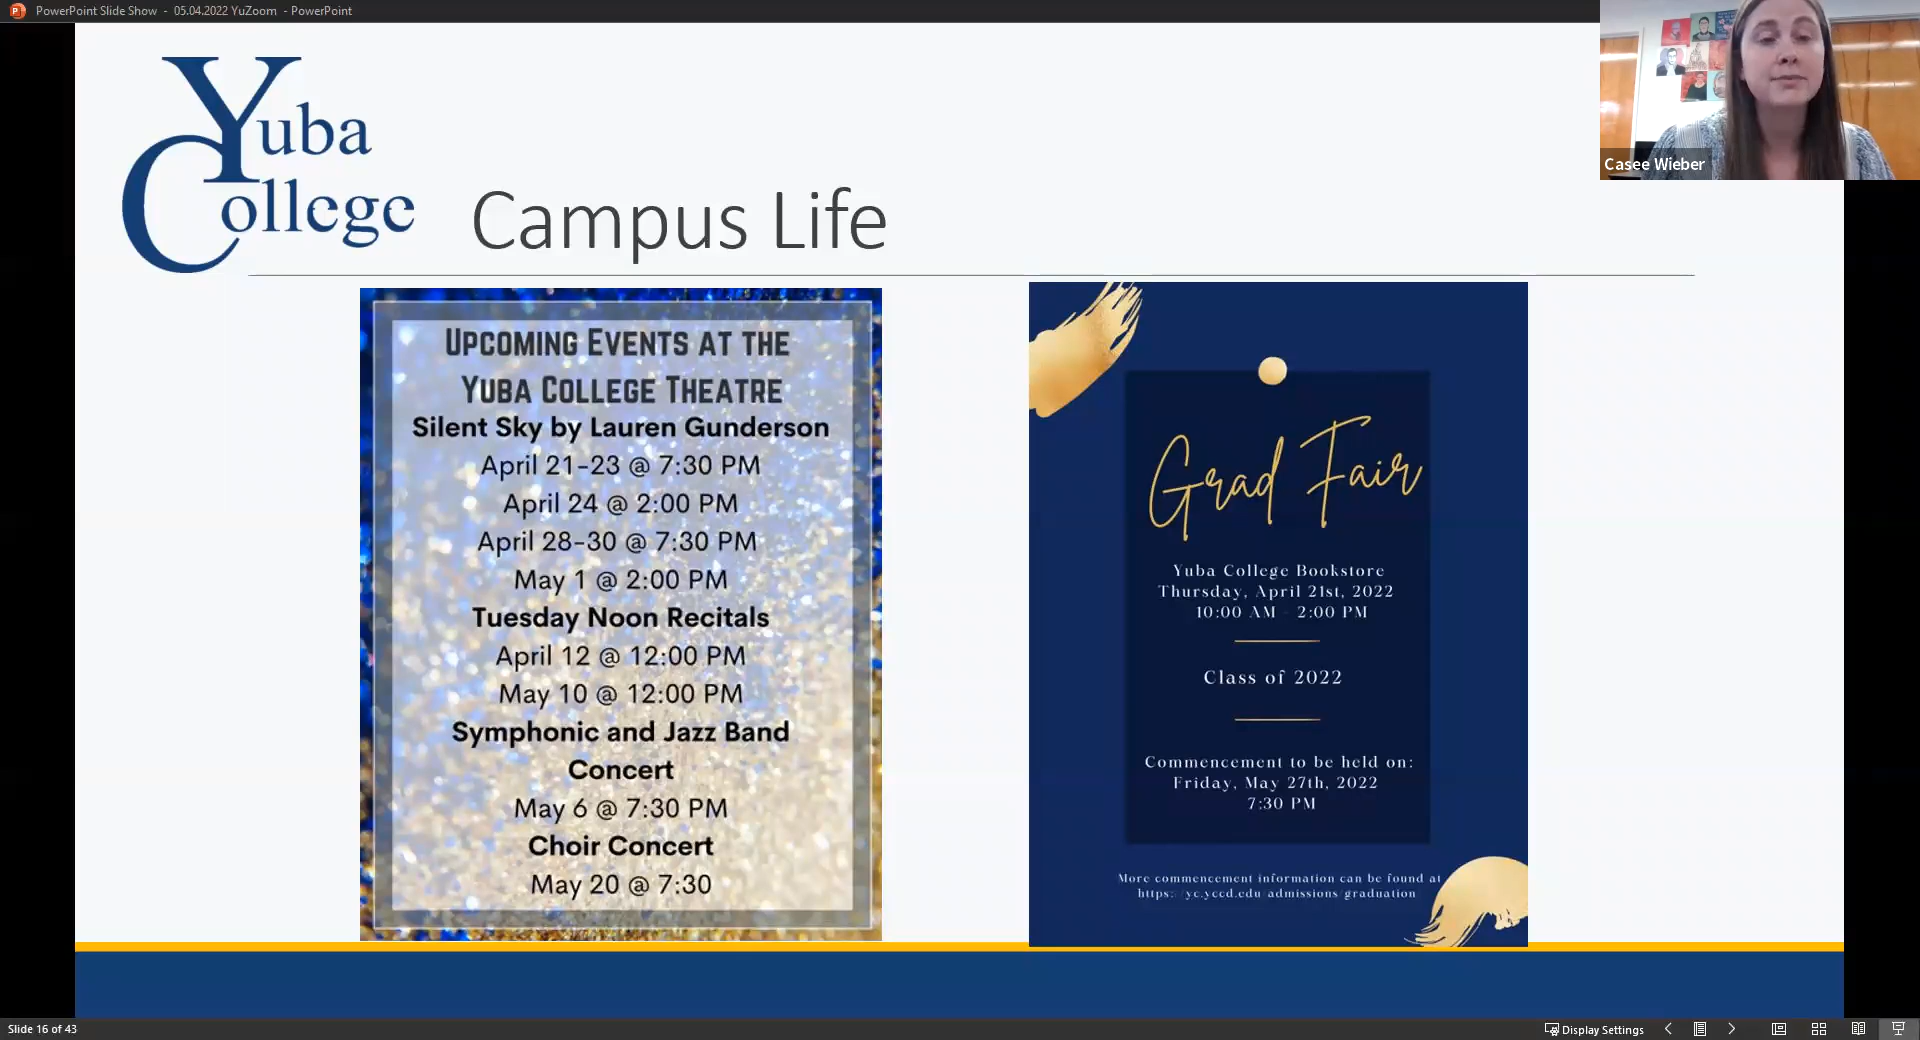 PowerPoint Slide Show - 05.04.2022 YuZoom - PowerPoint
Casee Wieber
Yuba
College
Campus Life
UPCOMING EVENTS AT THE
YUBA COLLEGE THEATRE
Silent Sky by Lauren Gunderson
April 21-23 @ 7:30 PM
April 24 @ 2:00 PM
April 28-30 @ 7:30 PM
May 1 @ 2:00 PM
Tuesday Noon Recitals
April 12 @ 12:00 PM
May 10 @ 12:00 PM
Symphonic and Jazz Band
Concert
May 6 @ 7:30 PM
Choir Concert
May 20 @ 7:30
Grad Fair
Yuba College Bookstore
Thursday, April 21st, 2022
10:00 AM - 2:00 PM
Class of 2022
Commencement to be held on:
Friday, May 27th, 2022
7:30 PM
More commencement information can be found at
https://yc.yccd.edu/admissions/graduation
Slide 16 of 43
Display Settings